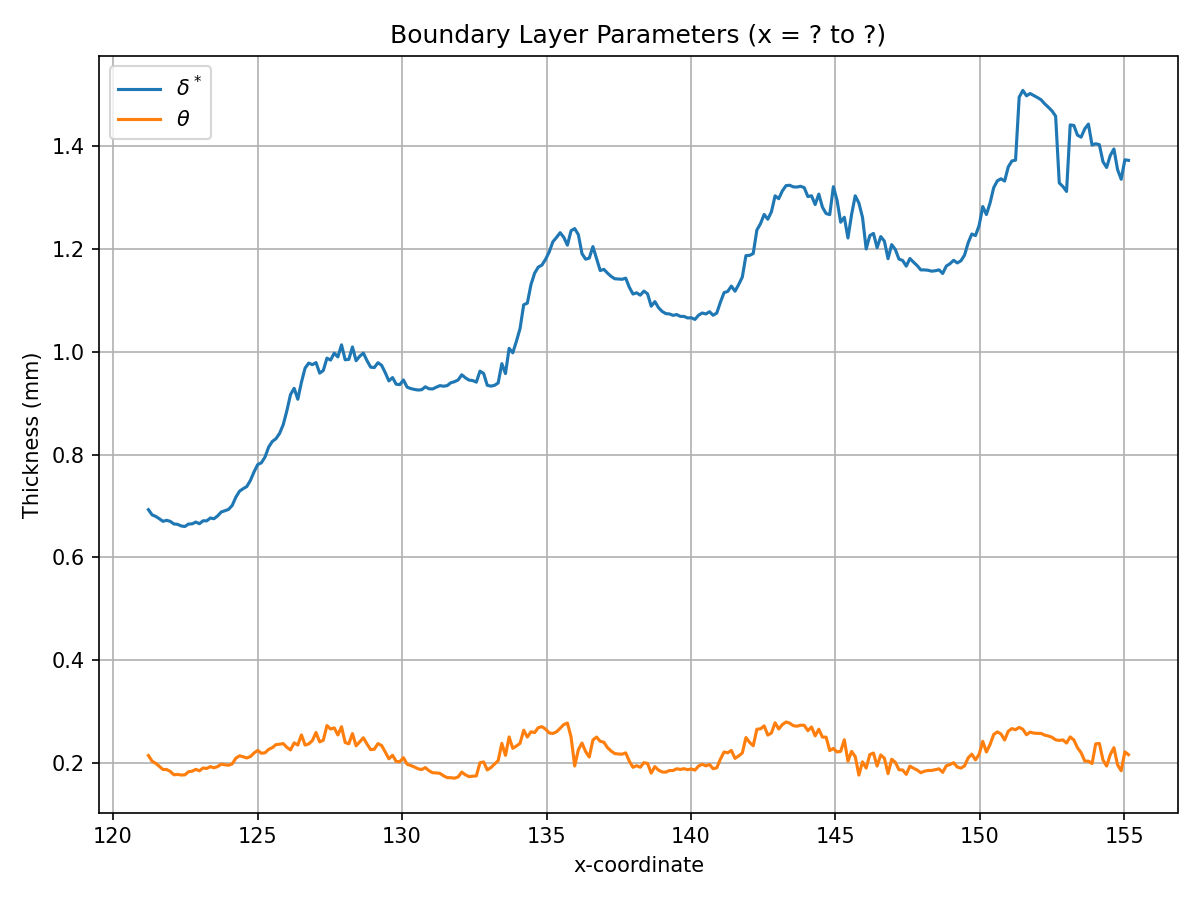 Boundary Layer Parameters (x = ? to ?)
δ*
θ
Thickness (mm)
1.4
1.2
1.0
0.8
0.6
0.4
0.2
120 125 130 135 140 145 150 155
x-coordinate